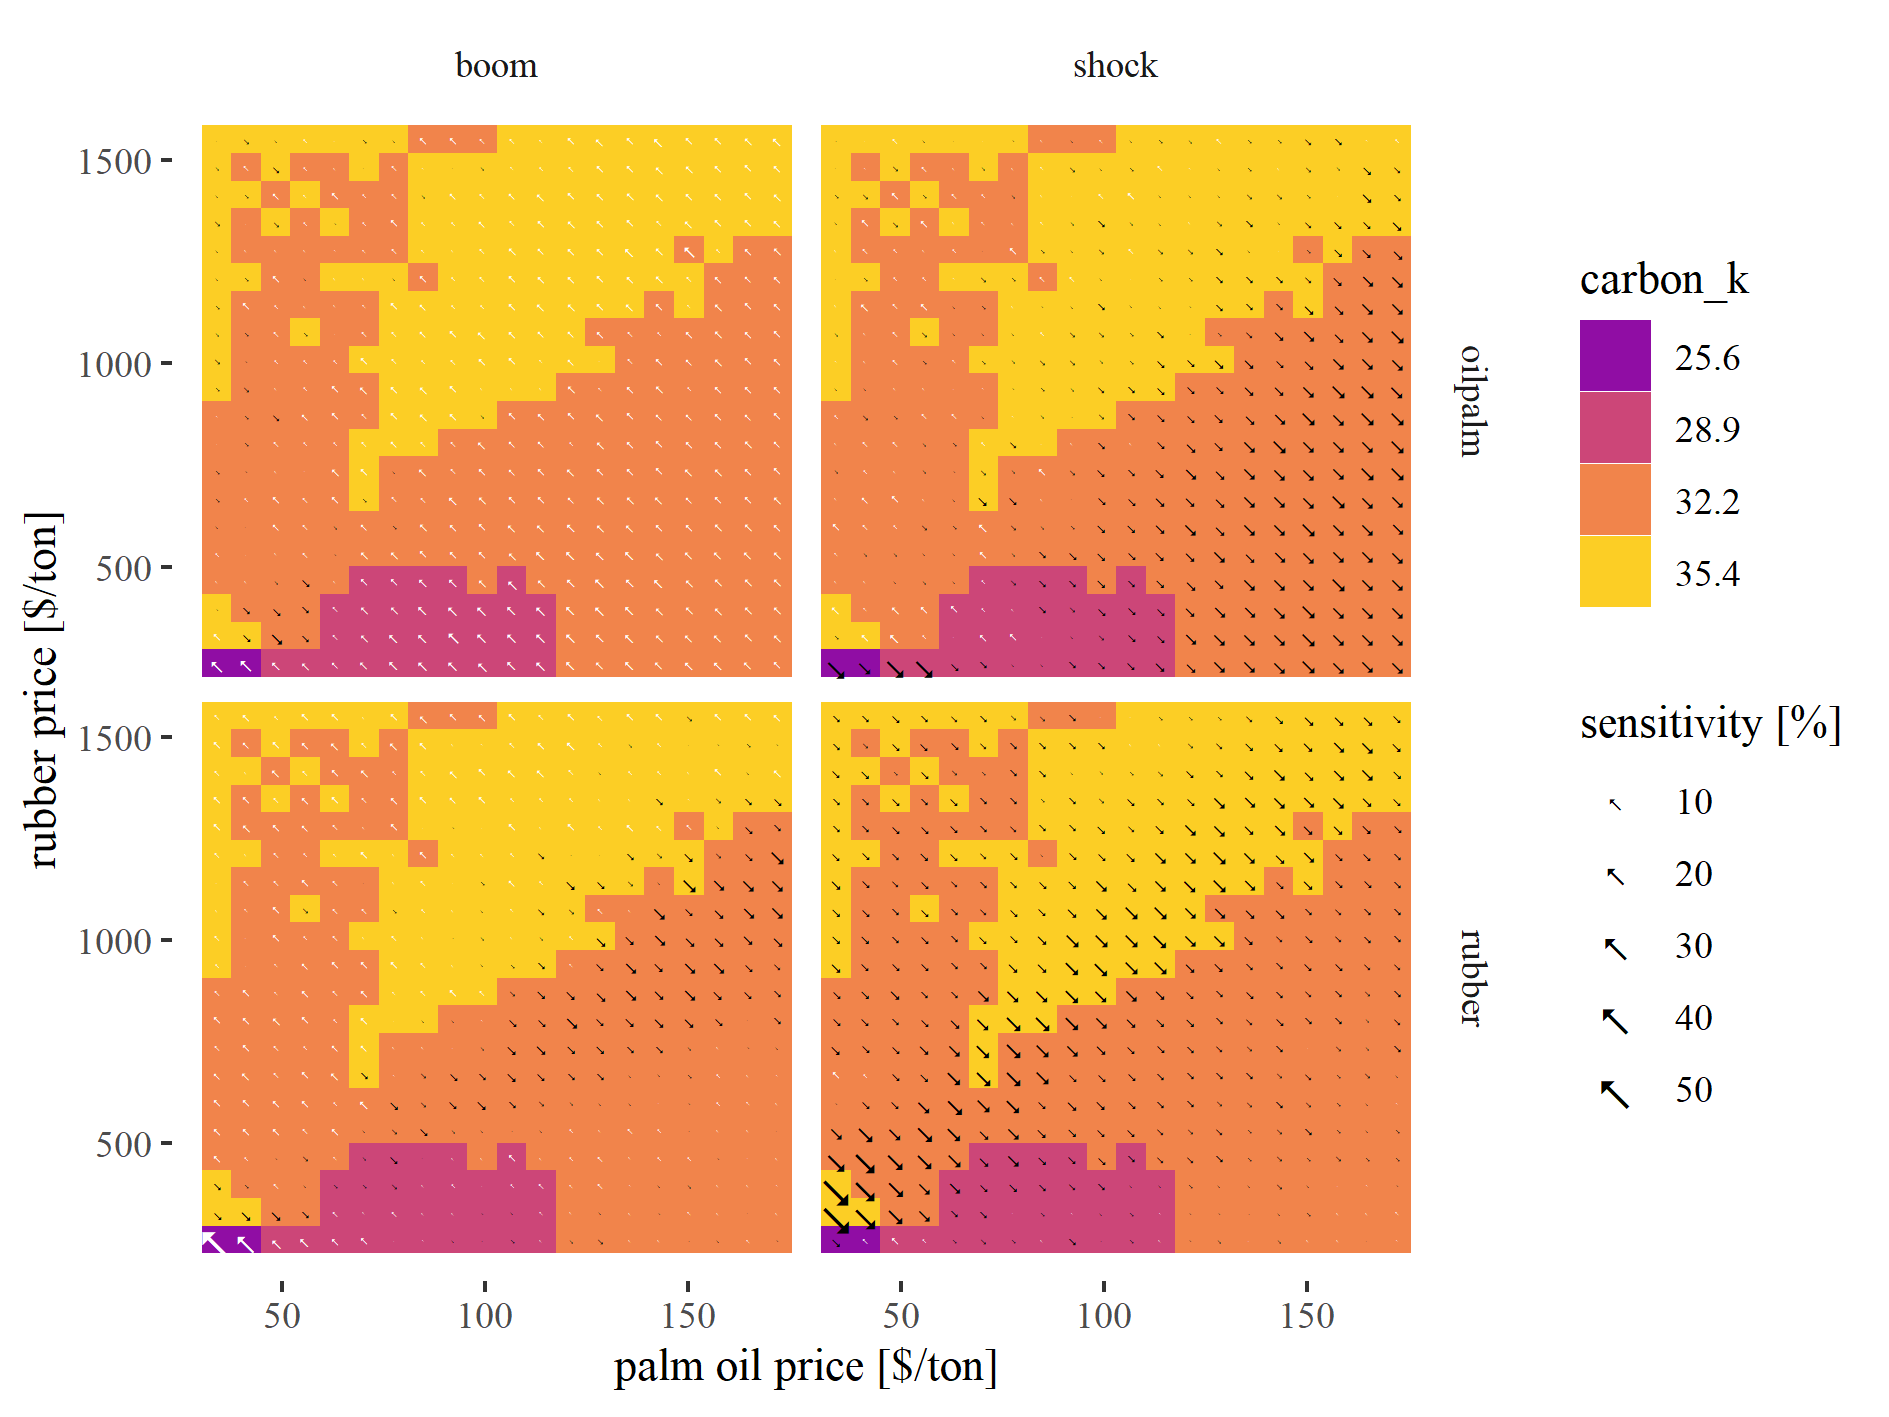 boom
shock
1500
1000
500
oilpalm
1500
1000
500
rubber
rubber price [$/ton]
50
100
150
50
100
150
palm oil price [$/ton]
carbon_k
25.6
28.9
32.2
35.4
sensitivity [%]
10
20
30
40
50